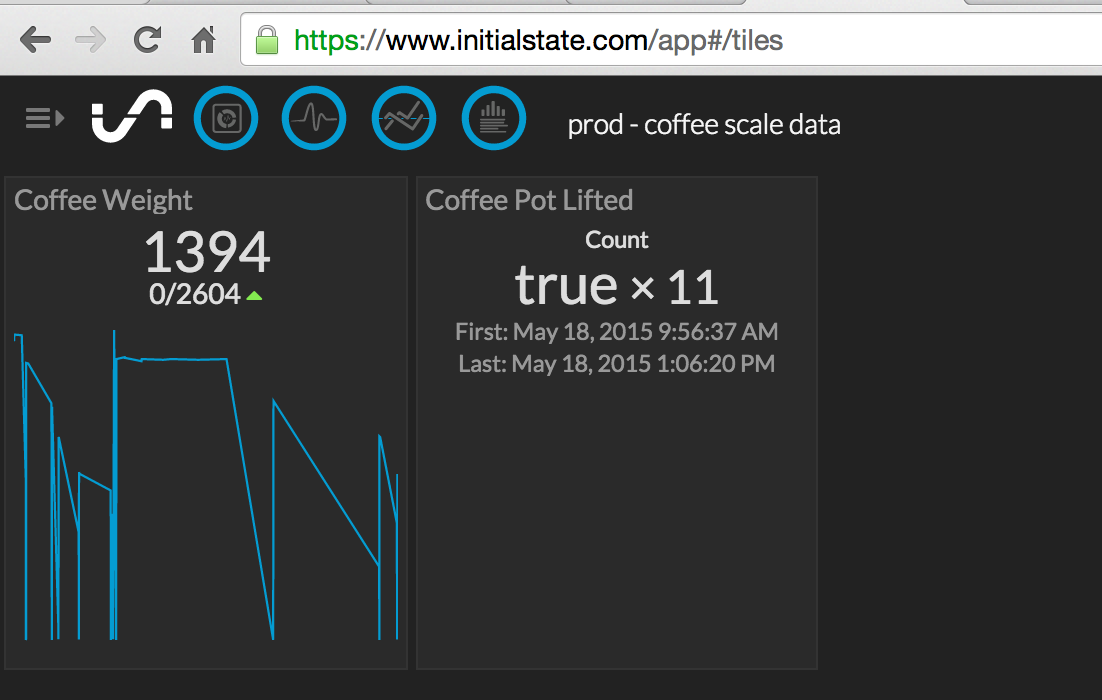 https://www.initialstate.com/app#/tiles
prod - coffee scale data
Coffee Weight
1394
0/2604
Coffee Pot Lifted
Count
true × 11
First: May 18, 2015 9:56:37 AM
Last: May 18, 2015 1:06:20 PM